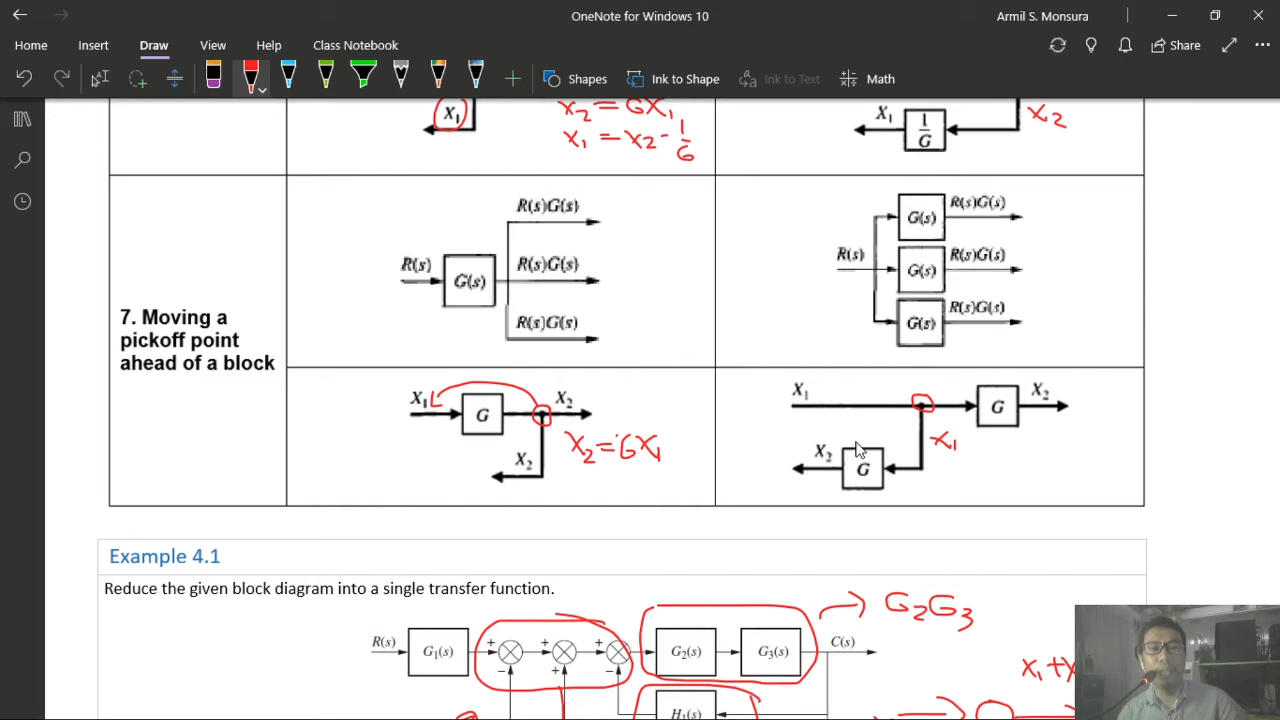 OneNote for Windows 10
Armil S. Monsura
Home Insert Draw View Help Class Notebook Share
Shapes Ink to Shape Ink to Text Math
X₁
x₂ = GX₁
x₁ = x₂ · 1/G
X₁
1/G
x₂
7. Moving a
pickoff point
ahead of a block
R(s) G(s)
R(s)G(s)
R(s)G(s)
R(s)G(s)
R(s)
G(s) R(s)G(s)
G(s) R(s)G(s)
G(s) R(s)G(s)
X₁ G X₂
X₂
X₂ = GX₁
X₁ G X₂
X₂ G x₁
Example 4.1
Reduce the given block diagram into a single transfer function.
R(s) G₁(s) + + + G₂(s) G₃(s) C(s)
− + −
H₁(s)
G₂G₃